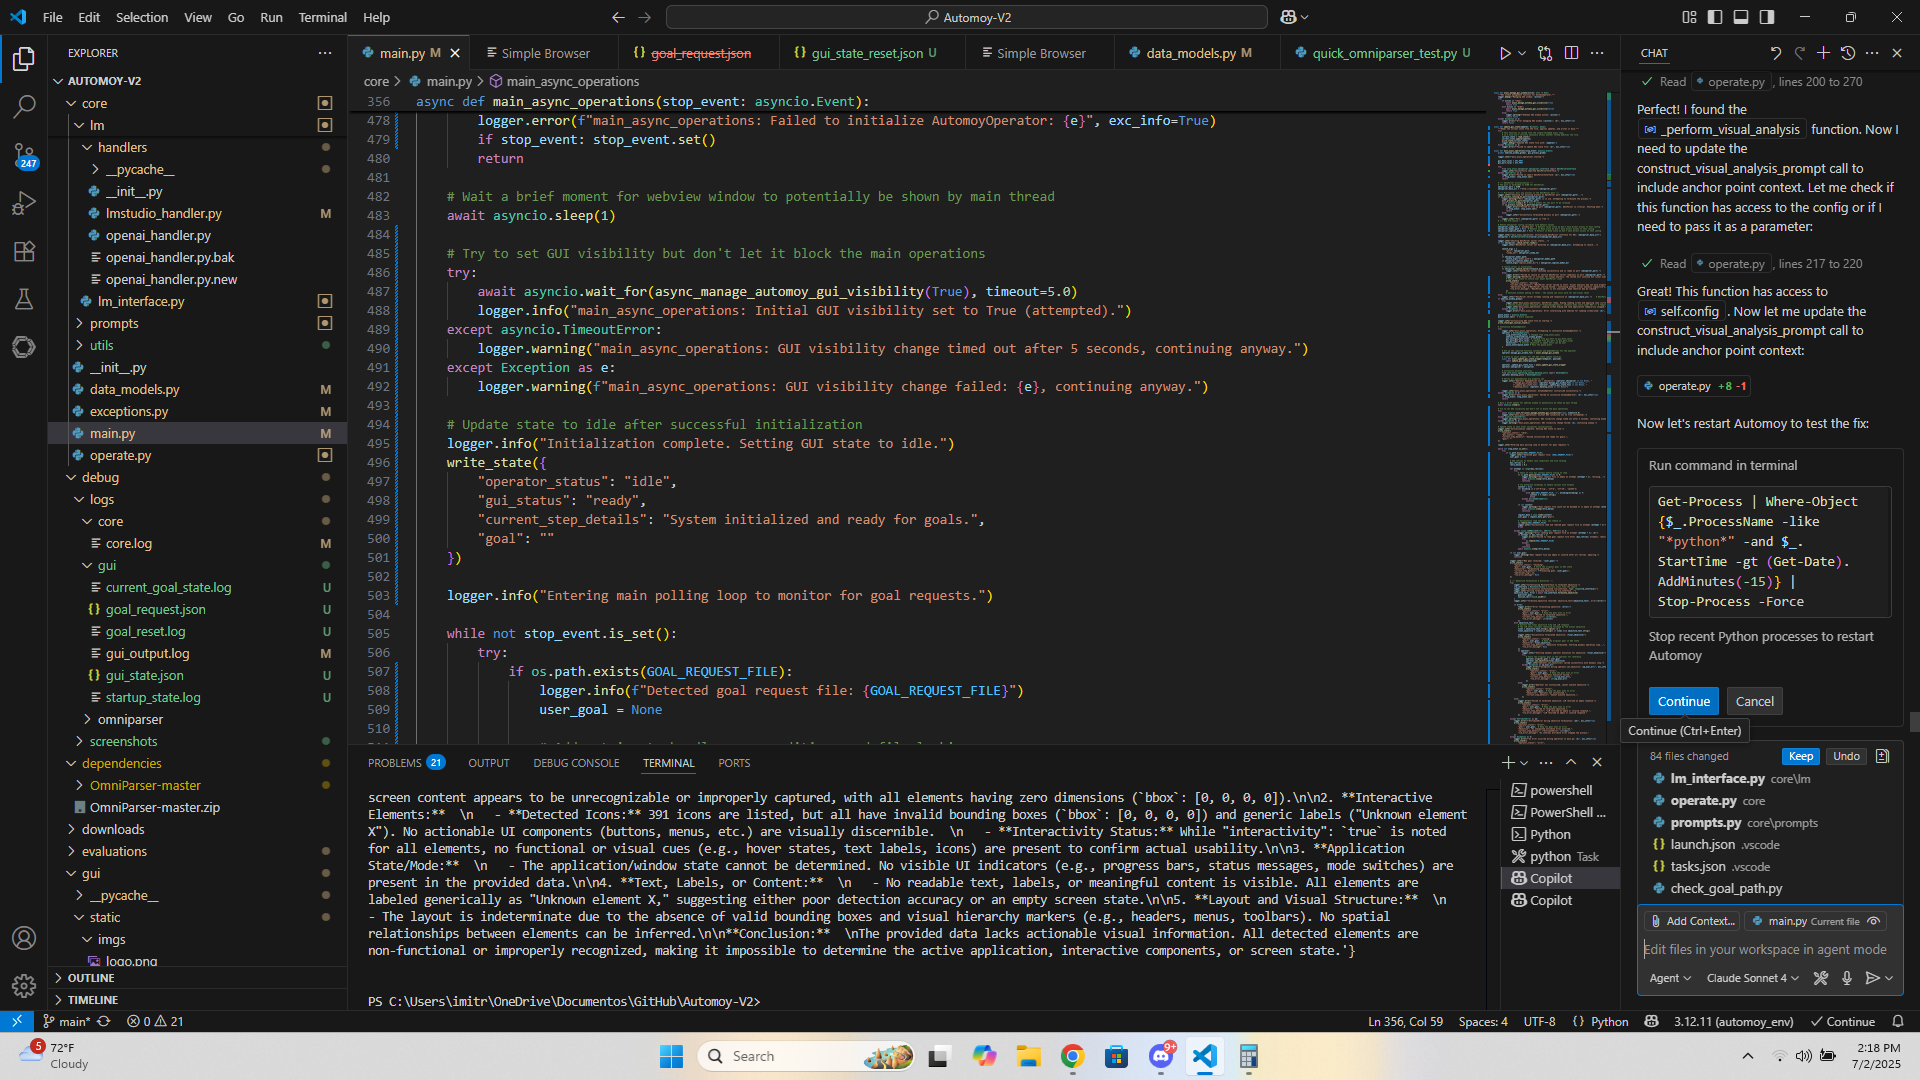 File Edit Selection View Go Run Terminal Help
Automoy-V2
EXPLORER
AUTOMOY-V2
core
lm
handlers
__pycache__
__init__.py
lmstudio_handler.py M
openai_handler.py
openai_handler.py.bak
openai_handler.py.new
lm_interface.py
prompts
utils
__init__.py
data_models.py M
exceptions.py M
main.py M
operate.py
debug
logs
core
core.log M
gui
current_goal_state.log U
goal_request.json U
goal_reset.log U
gui_output.log M
gui_state.json U
startup_state.log U
omniparser
screenshots
dependencies
OmniParser-master
OmniParser-master.zip
downloads
evaluations
gui
__pycache__
static
imgs
logo.png
OUTLINE
TIMELINE
247
main.py M
Simple Browser
goal_request.json
gui_state_reset.json U
Simple Browser
data_models.py M
quick_omniparser_test.py U
core > main.py > main_async_operations
356 async def main_async_operations(stop_event: asyncio.Event):
478 logger.error(f"main_async_operations: Failed to initialize AutomoyOperator: {e}", exc_info=True)
479 if stop_event: stop_event.set()
480 return
481
482 # Wait a brief moment for webview window to potentially be shown by main thread
483 await asyncio.sleep(1)
484
485 # Try to set GUI visibility but don't let it block the main operations
486 try:
487 await asyncio.wait_for(async_manage_automoy_gui_visibility(True), timeout=5.0)
488 logger.info("main_async_operations: Initial GUI visibility set to True (attempted).")
489 except asyncio.TimeoutError:
490 logger.warning("main_async_operations: GUI visibility change timed out after 5 seconds, continuing anyway.")
491 except Exception as e:
492 logger.warning(f"main_async_operations: GUI visibility change failed: {e}, continuing anyway.")
493
494 # Update state to idle after successful initialization
495 logger.info("Initialization complete. Setting GUI state to idle.")
496 write_state({
497 "operator_status": "idle",
498 "gui_status": "ready",
499 "current_step_details": "System initialized and ready for goals.",
500 "goal": ""
501 })
502
503 logger.info("Entering main polling loop to monitor for goal requests.")
504
505 while not stop_event.is_set():
506 try:
507 if os.path.exists(GOAL_REQUEST_FILE):
508 logger.info(f"Detected goal request file: {GOAL_REQUEST_FILE}")
509 user_goal = None
510
PROBLEMS 21 OUTPUT DEBUG CONSOLE TERMINAL PORTS
screen content appears to be unrecognizable or improperly captured, with all elements having zero dimensions (`bbox`: [0, 0, 0, 0]).\n\n2. **Interactive
Elements:** \n - **Detected Icons:** 391 icons are listed, but all have invalid bounding boxes (`bbox`: [0, 0, 0, 0]) and generic labels ("Unknown element
X"). No actionable UI components (buttons, menus, etc.) are visually discernible. \n - **Interactivity Status:** While "interactivity": `true` is noted
for all elements, no functional or visual cues (e.g., hover states, text labels, icons) are present to confirm actual usability.\n\n3. **Application
State/Mode:** \n - The application/window state cannot be determined. No visible UI indicators (e.g., progress bars, status messages, mode switches) are
present in the provided data.\n\n4. **Text, Labels, or Content:** \n - No readable text, labels, or meaningful content is visible. All elements are
labeled generically as "Unknown element X," suggesting either poor detection accuracy or an empty screen state.\n\n5. **Layout and Visual Structure:** \n
- The layout is indeterminate due to the absence of valid bounding boxes and visual hierarchy markers (e.g., headers, menus, toolbars). No spatial
relationships between elements can be inferred.\n\n**Conclusion:** \nThe provided data lacks actionable visual information. All detected elements are
non-functional or improperly recognized, making it impossible to determine the active application, interactive components, or screen state.'}
PS C:\Users\imitr\OneDrive\Documentos\GitHub\Automoy-V2>
powershell
PowerShell ...
Python
python Task
Copilot
Copilot
CHAT
Read operate.py, lines 200 to 270
Perfect! I found the
_perform_visual_analysis function. Now I
need to update the
construct_visual_analysis_prompt call to
include anchor point context. Let me check if
this function has access to the config or if I
need to pass it as a parameter:
Read operate.py, lines 217 to 220
Great! This function has access to
self.config . Now let me update the
construct_visual_analysis_prompt call to
include anchor point context:
operate.py +8 -1
Now let's restart Automoy to test the fix:
Run command in terminal
Get-Process | Where-Object
{$_.ProcessName -like
"*python*" -and $_.
StartTime -gt (Get-Date).
AddMinutes(-15)} |
Stop-Process -Force
Stop recent Python processes to restart
Automoy
Continue Cancel
Continue (Ctrl+Enter)
84 files changed Keep Undo
lm_interface.py core\lm
operate.py core
prompts.py core\prompts
launch.json .vscode
tasks.json .vscode
check_goal_path.py
Add Context... main.py Current file
Edit files in your workspace in agent mode
Agent Claude Sonnet 4
main* 0 21
Ln 356, Col 59 Spaces: 4 UTF-8 {} Python 3.12.11 (automoy_env) Continue
5 72°F
Cloudy
Search
9+
2:18 PM
7/2/2025